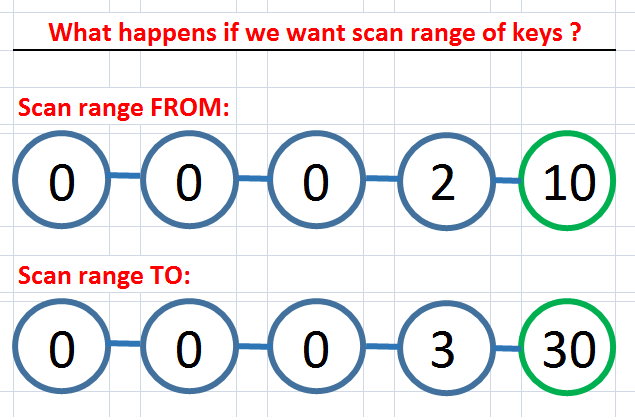 What happens if we want scan range of keys ?
Scan range FROM:
0 0 0 2 10
Scan range TO:
0 0 0 3 30